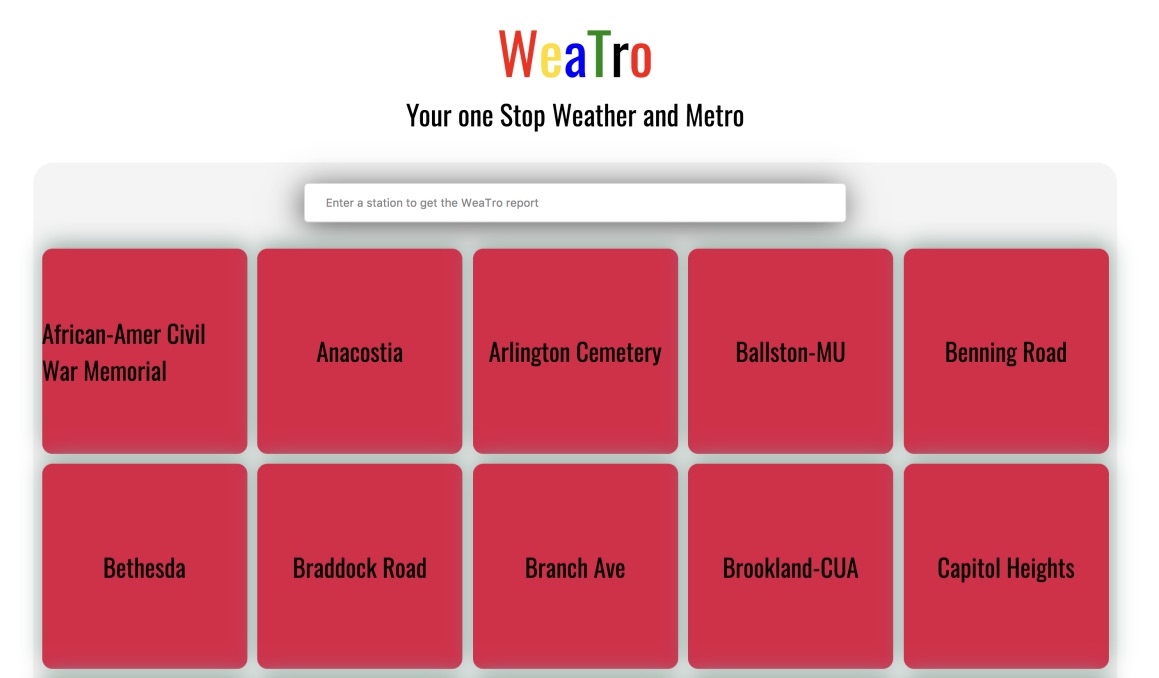 WeaTro
Your one Stop Weather and Metro
Enter a station to get the WeaTro report
African-Amer Civil
War Memorial
Anacostia
Arlington Cemetery
Ballston-MU
Benning Road
Bethesda
Braddock Road
Branch Ave
Brookland-CUA
Capitol Heights